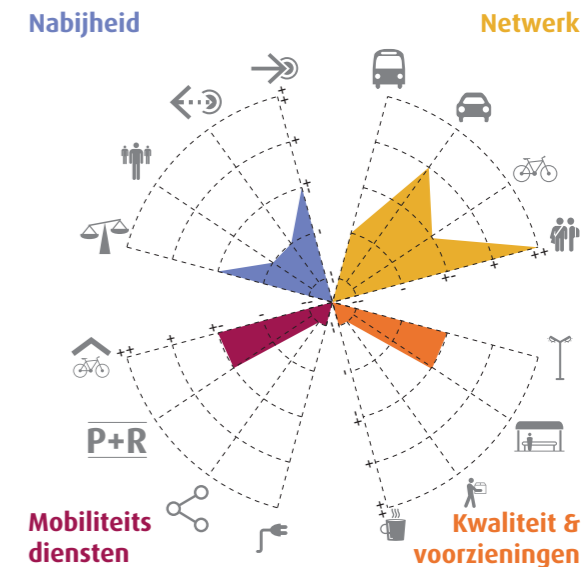 Nabijheid
Netwerk
++
+
+
-
--
++
+
+
-
--
++
+
+
-
--
--
-
+
+
++
P+R
Mobiliteits
diensten
Kwaliteit &
voorzieningen